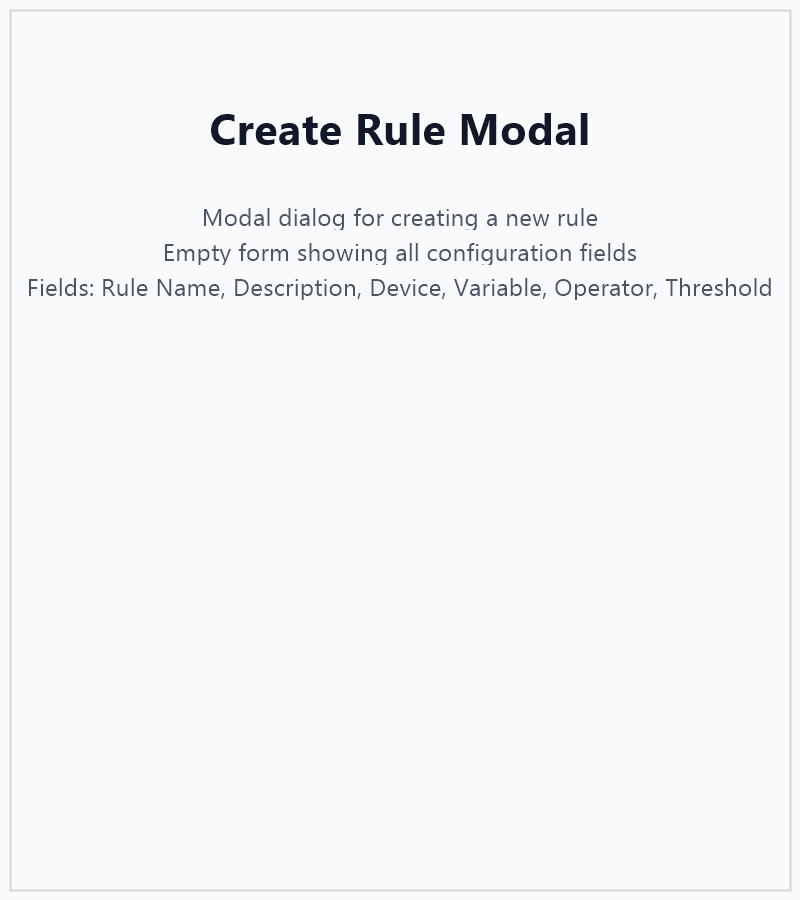 Create Rule Modal
Modal dialog for creating a new rule
Empty form showing all configuration fields
Fields: Rule Name, Description, Device, Variable, Operator, Threshold